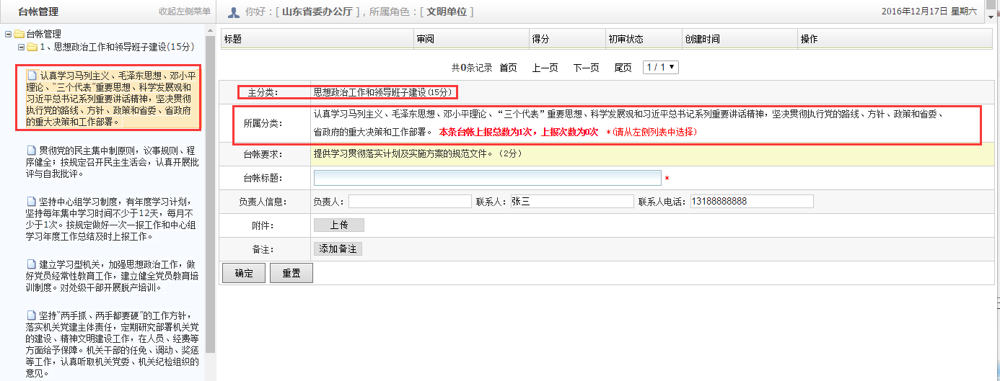 台帐管理
收起左侧菜单
你好：[ 山东省委办公厅 ]，所属角色：[ 文明单位 ]
2016年12月17日 星期六
台帐管理
1、思想政治工作和领导班子建设(15分)
认真学习马列主义、毛泽东思想、邓小平
理论、“三个代表”重要思想、科学发展观和
习近平总书记系列重要讲话精神，坚决贯彻
执行党的路线、方针、政策和省委、省政府
的重大决策和工作部署。
贯彻党的民主集中制原则，议事规则、程
序健全；按规定召开民主生活会，认真开展批
评与自我批评。
坚持中心组学习制度，有年度学习计划，
坚持每年集中学习时间不少于12天，每月不
少于1次。按规定做好一次一报工作和中心组
学习年度工作总结及时上报工作。
建立学习型机关，加强思想政治工作，做
好党员经常性教育工作，建立健全党员教育培
训制度。对处级干部开展脱产培训。
坚持“两手抓、两手都要硬”的工作方针，
落实机关党建主体责任，定期研究部署机关党
的建设、精神文明建设工作，在人员、经费等
方面给予保障。机关干部的任免、调动、奖惩
等工作，认真听取机关党委、机关纪检组织的
意见。
标题 审阅 得分 初审状态 创建时间 操作
共0条记录 首页 上一页 下一页 尾页 1 / 1
主分类： 思想政治工作和领导班子建设(15分)
所属分类： 认真学习马列主义、毛泽东思想、邓小平理论、“三个代表”重要思想、科学发展观和习近平总书记系列重要讲话精神，坚决贯彻执行党的路线、方针、政策和省委、
省政府的重大决策和工作部署。 本条台帐上报总数为1次，上报次数为0次 *(请从左侧列表中选择)
台帐要求： 提供学习贯彻落实计划及实施方案的规范文件。（2分）
台帐标题： *
负责人信息： 负责人： 联系人：张三 联系人电话：13188888888
附件： 上传
备注： 添加备注
确定 重置